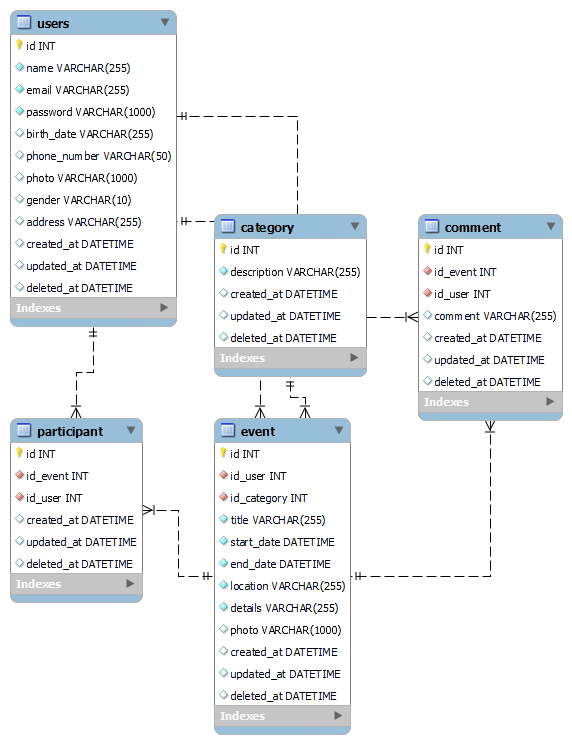 users
id INT
name VARCHAR(255)
email VARCHAR(255)
password VARCHAR(1000)
birth_date VARCHAR(255)
phone_number VARCHAR(50)
photo VARCHAR(1000)
gender VARCHAR(10)
address VARCHAR(255)
created_at DATETIME
updated_at DATETIME
deleted_at DATETIME
Indexes
category
id INT
description VARCHAR(255)
created_at DATETIME
updated_at DATETIME
deleted_at DATETIME
Indexes
comment
id INT
id_event INT
id_user INT
comment VARCHAR(255)
created_at DATETIME
updated_at DATETIME
deleted_at DATETIME
Indexes
participant
id INT
id_event INT
id_user INT
created_at DATETIME
updated_at DATETIME
deleted_at DATETIME
Indexes
event
id INT
id_user INT
id_category INT
title VARCHAR(255)
start_date DATETIME
end_date DATETIME
location VARCHAR(255)
details VARCHAR(255)
photo VARCHAR(1000)
created_at DATETIME
updated_at DATETIME
deleted_at DATETIME
Indexes